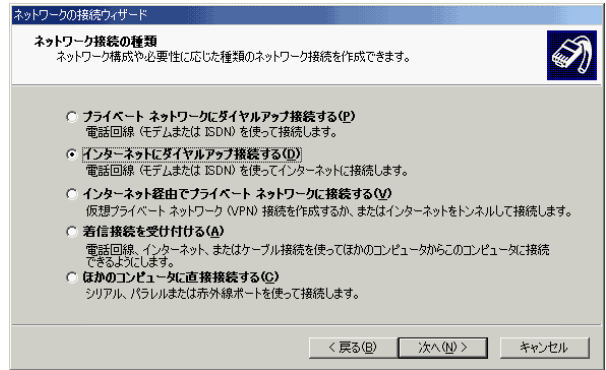 ネットワークの接続ウィザード
ネットワーク接続の種類
ネットワーク構成や必要性に応じた種類のネットワーク接続を作成できます。
プライベート ネットワークにダイヤルアップ接続する(P)
電話回線 (モデムまたは ISDN) を使って接続します。
インターネットにダイヤルアップ接続する(D)
電話回線 (モデムまたは ISDN) を使ってインターネットに接続します。
インターネット経由でプライベート ネットワークに接続する(V)
仮想プライベート ネットワーク (VPN) 接続を作成するか、またはインターネットをトンネルして接続します。
着信接続を受け付ける(A)
電話回線、インターネット、またはケーブル接続を使ってほかのコンピュータからこのコンピュータに接続
できるようにします。
ほかのコンピュータに直接接続する(C)
シリアル、パラレルまたは赤外線ポートを使って接続します。
< 戻る(B)
次へ(N) >
キャンセル